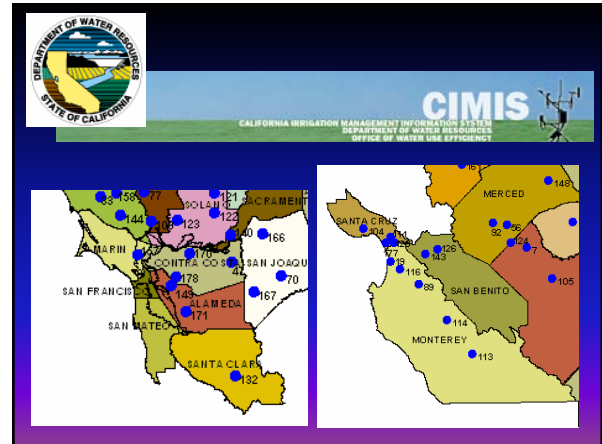 DEPARTMENT OF WATER RESOURCES
STATE OF CALIFORNIA
CIMIS
CALIFORNIA IRRIGATION MANAGEMENT INFORMATION SYSTEM
DEPARTMENT OF WATER RESOURCES
OFFICE OF WATER USE EFFICIENCY
158
77
121
SOLANO
SACRAMENT
144
123
122
140
166
MARIN
170
CONTRA COSTA
SAN JOAQU
178
70
SAN FRANCISCO
149
ALAMEDA
167
171
SAN MATEO
SANTA CLARA
132
MERCED
148
SANTA CRUZ
104
92
56
124
7
126
143
19
116
105
89
SAN BENITO
114
MONTEREY
113